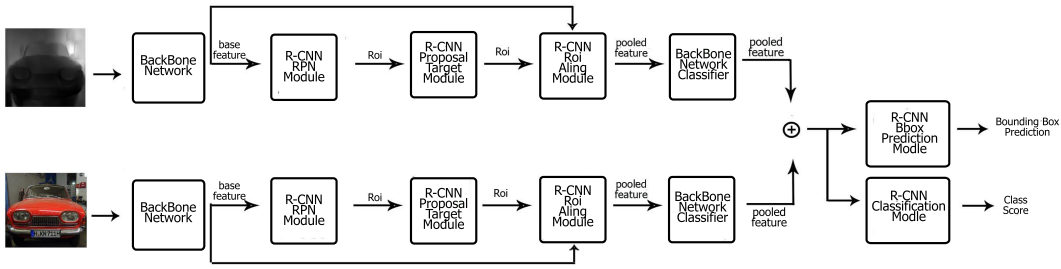 BackBone
Network
base
feature
R-CNN
RPN
Module
Roi
R-CNN
Proposal
Target
Module
Roi
R-CNN
Roi
Aling
Module
pooled
feature
BackBone
Network
Classifier
pooled
feature
R-CNN
Bbox
Prediction
Modle
Bounding Box
Prediction
BackBone
Network
base
feature
R-CNN
RPN
Module
Roi
R-CNN
Proposal
Target
Module
Roi
R-CNN
Roi
Aling
Module
pooled
feature
BackBone
Network
Classifier
pooled
feature
R-CNN
Classification
Modle
Class
Score